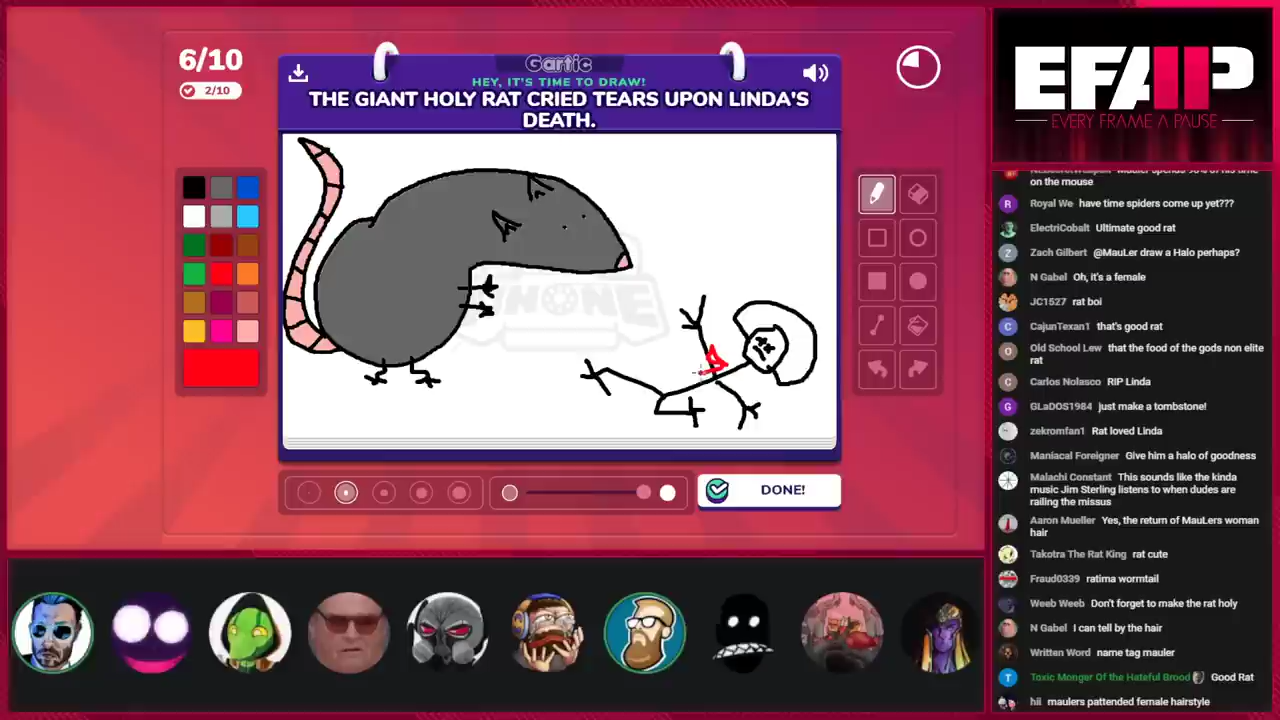 6/10
2/10
Gartic
HEY, IT'S TIME TO DRAW!
THE GIANT HOLY RAT CRIED TEARS UPON LINDA'S
DEATH.
PHONE
DONE!
EFAP
EVERY FRAME A PAUSE
on the mouse
Royal We have time spiders come up yet???
ElectriCobalt Ultimate good rat
Zach Gilbert @MauLer draw a Halo perhaps?
N Gabel Oh, it's a female
JC1527 rat boi
CajunTexan1 that's good rat
Old School Lew that the food of the gods non elite
rat
Carlos Nolasco RIP Linda
GLaDOS1984 just make a tombstone!
zekromfan1 Rat loved Linda
Maniacal Foreigner Give him a halo of goodness
Malachi Constant This sounds like the kinda
music Jim Sterling listens to when dudes are
railing the missus
Aaron Mueller Yes, the return of MauLers woman
hair
Takotra The Rat King rat cute
Fraud0339 ratima wormtail
Weeb Weeb Don't forget to make the rat holy
N Gabel I can tell by the hair
Written Word name tag mauler
Toxic Monger Of the Hateful Brood Good Rat
hii maulers pattended female hairstyle